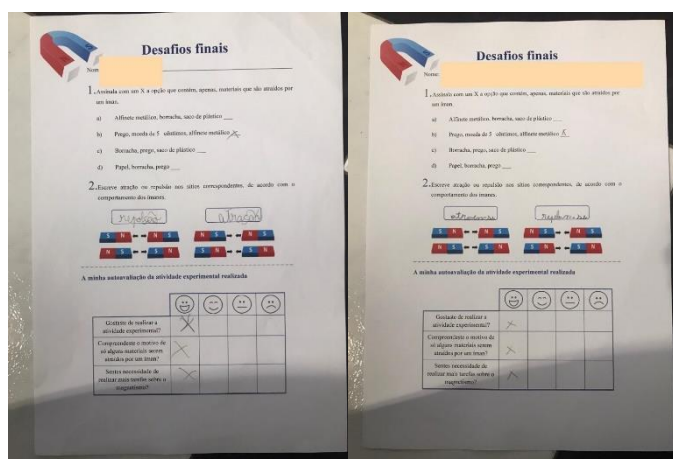 Desafios finais
Nome
1. Assinala com um X a opção que contém, apenas, materiais que são atraídos por
um íman.
a) Alfinete metálico, borracha, saco de plástico ___
b) Prego, moeda de 5 cêntimos, alfinete metálico X
c) Borracha, prego, saco de plástico ___
d) Papel, borracha, prego ___
2. Escreve atração ou repulsão nos sítios correspondentes, de acordo com o
comportamento dos ímanes.
repulsão atração
S N N S S N S N
S N N S S N S N
A minha autoavaliação da atividade experimental realizada
Gostaste de realizar a
atividade experimental?
X
Compreendeste o motivo de
só alguns materiais serem
atraídos por um íman?
X
Sentes necessidade de
realizar mais tarefas sobre o
magnetismo?
X
Desafios finais
Nome
1. Assinala com um X a opção que contém, apenas, materiais que são atraídos por
um íman.
a) Alfinete metálico, borracha, saco de plástico ___
b) Prego, moeda de 5 cêntimos, alfinete metálico X
c) Borracha, prego, saco de plástico ___
d) Papel, borracha, prego ___
2. Escreve atração ou repulsão nos sítios correspondentes, de acordo com o
comportamento dos ímanes.
S N N S S N S N
S N N S S N S N
A minha autoavaliação da atividade experimental realizada
Gostaste de realizar a
atividade experimental?
X
Compreendeste o motivo de
só alguns materiais serem
atraídos por um íman?
X
Sentes necessidade de
realizar mais tarefas sobre o
magnetismo?
X